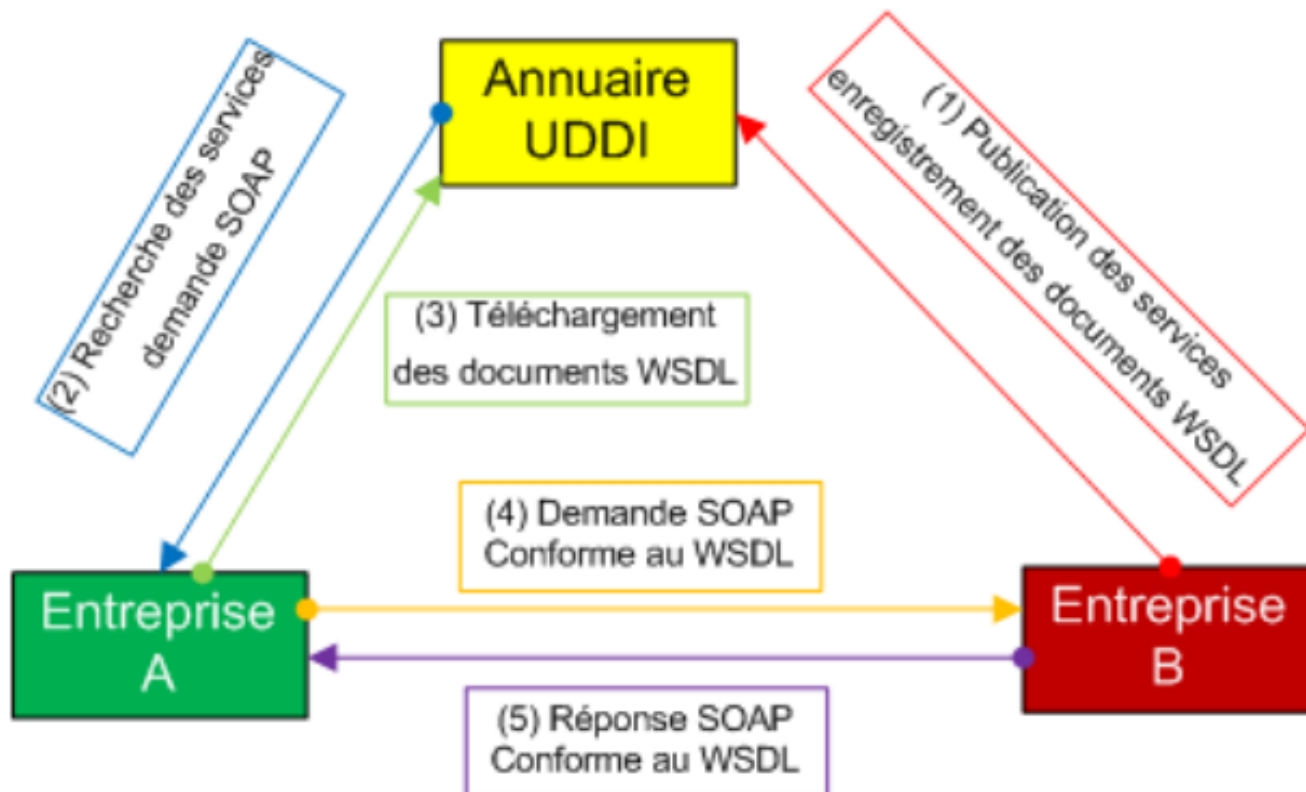 Annuaire
UDDI
(1) Publication des services
enregistrement des documents WSDL
(2) Recherche des services
demande SOAP
(3) Téléchargement
des documents WSDL
(4) Demande SOAP
Conforme au WSDL
Entreprise
A
Entreprise
B
(5) Réponse SOAP
Conforme au WSDL